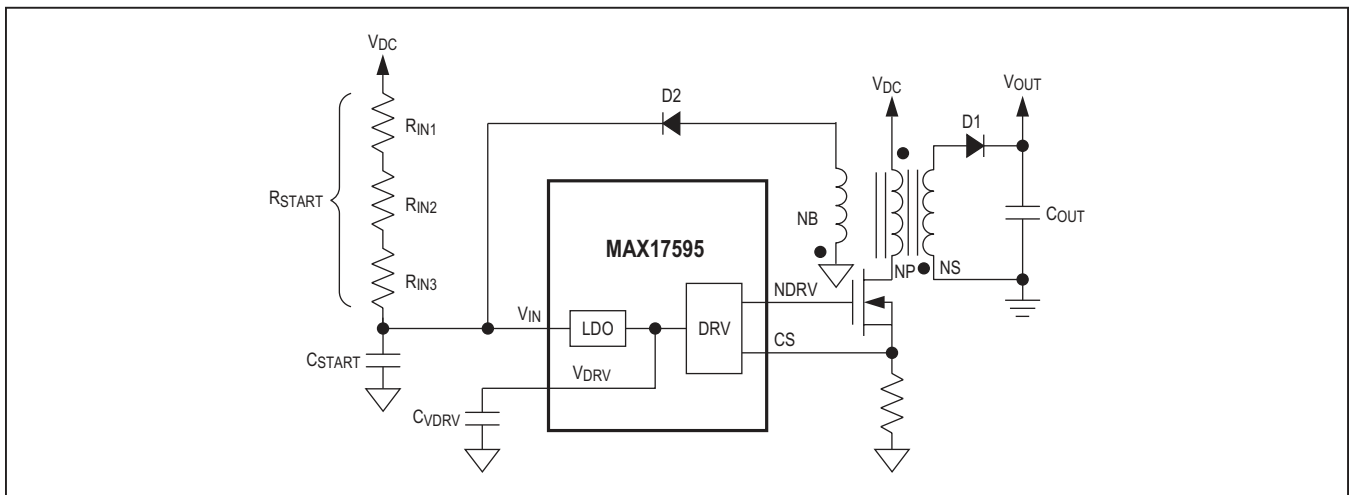 VDC
RIN1
RSTART
RIN2
RIN3
CSTART
D2
VDC
VOUT
D1
COUT
NB
NP
NS
MAX17595
VIN
LDO
DRV
NDRV
CS
VDRV
CVDRV